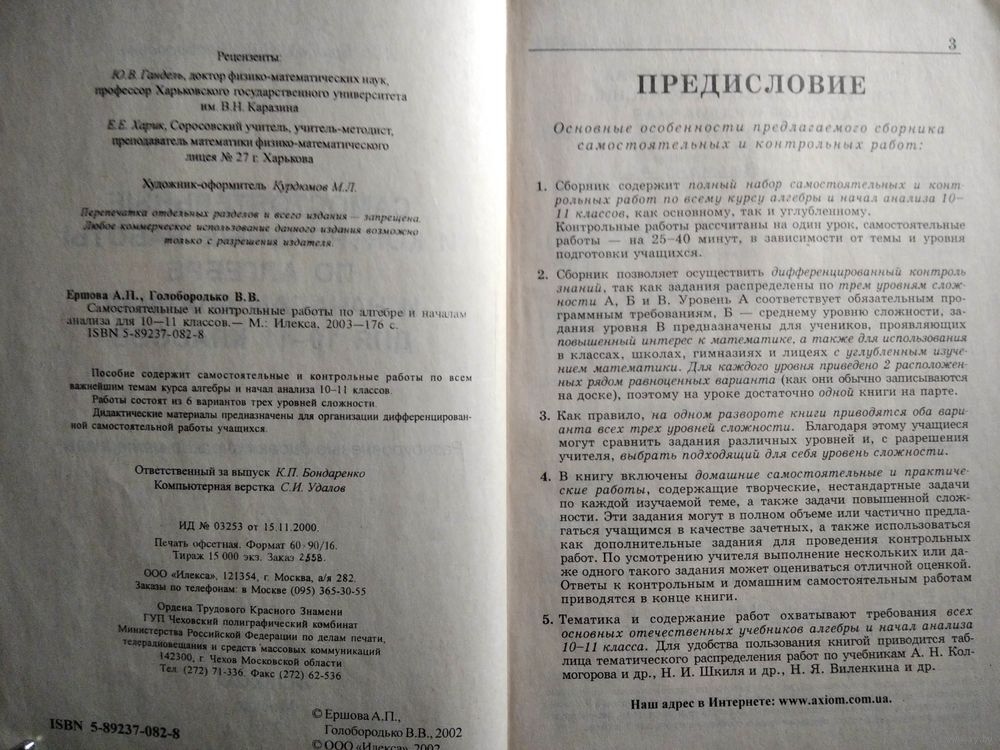 Рецензенты:
Ю.В. Гандель, доктор физико-математических наук,
профессор Харьковского государственного университета
им. В.Н. Каразина
Е.Е. Харик, Соросовский учитель, учитель-методист,
преподаватель математики физико-математического
лицея № 27 г. Харькова
Художник-оформитель Курдюмов М.Л.
Перепечатка отдельных разделов и всего издания — запрещена.
Любое коммерческое использование данного издания возможно
только с разрешения издателя.
Ершова А.П., Голобородько В.В.
Самостоятельные и контрольные работы по алгебре и началам
анализа для 10—11 классов.— М.: Илекса, 2003—176 с.
ISBN 5-89237-082-8
Пособие содержит самостоятельные и контрольные работы по всем
важнейшим темам курса алгебры и начал анализа 10-11 классов.
Работы состоят из 6 вариантов трех уровней сложности.
Дидактические материалы предназначены для организации дифференцирован-
ной самостоятельной работы учащихся.
Ответственный за выпуск К.П. Бондаренко
Компьютерная верстка С.И. Удалов
ИД № 03253 от 15.11.2000.
Печать офсетная. Формат 60×90/16.
Тираж 15 000 экз. Заказ 2358.
ООО «Илекса», 121354, г. Москва, а/я 282.
Заказы по телефонам: в Москве (095) 365-30-55
Ордена Трудового Красного Знамени
ГУП Чеховский полиграфический комбинат
Министерства Российской Федерации по делам печати,
телерадиовещания и средств массовых коммуникаций
142300, г. Чехов Московской области
Тел. (272) 71-336. Факс (272) 62-536
ISBN 5-89237-082-8
© Ершова А.П.,
Голобородько В.В., 2002
© ООО «Илекса», 2002
3
ПРЕДИСЛОВИЕ
Основные особенности предлагаемого сборника
самостоятельных и контрольных работ:
1. Сборник содержит полный набор самостоятельных и конт-
рольных работ по всему курсу алгебры и начал анализа 10–
11 классов, как основному, так и углубленному.
Контрольные работы рассчитаны на один урок, самостоятельные
работы — на 25–40 минут, в зависимости от темы и уровня
подготовки учащихся.
2. Сборник позволяет осуществить дифференцированный контроль
знаний, так как задания распределены по трем уровням слож-
ности А, Б и В. Уровень А соответствует обязательным про-
граммным требованиям, Б — среднему уровню сложности, за-
дания уровня В предназначены для учеников, проявляющих
повышенный интерес к математике, а также для использования
в классах, школах, гимназиях и лицеях с углубленным изуче-
нием математики. Для каждого уровня приведено 2 расположен-
ных рядом равноценных варианта (как они обычно записываются
на доске), поэтому на уроке достаточно одной книги на парте.
3. Как правило, на одном развороте книги приводятся оба вари-
анта всех трех уровней сложности. Благодаря этому учащиеся
могут сравнить задания различных уровней и, с разрешения
учителя, выбрать подходящий для себя уровень сложности.
4. В книгу включены домашние самостоятельные и практиче-
ские работы, содержащие творческие, нестандартные задачи
по каждой изучаемой теме, а также задачи повышенной слож-
ности. Эти задания могут в полном объеме или частично предла-
гаться учащимся в качестве зачетных, а также использоваться
как дополнительные задания для проведения контрольных
работ. По усмотрению учителя выполнение нескольких или да-
же одного такого задания может оцениваться отличной оценкой.
Ответы к контрольным и домашним самостоятельным работам
приводятся в конце книги.
5. Тематика и содержание работ охватывают требования всех
основных отечественных учебников алгебры и начал анализа
10–11 класса. Для удобства пользования книгой приводится таб-
лица тематического распределения работ по учебникам А. Н. Кол-
могорова и др., Н. И. Шкиля и др., Н. Я. Виленкина и др.
Наш адрес в Интернете: www.axiom.com.ua.